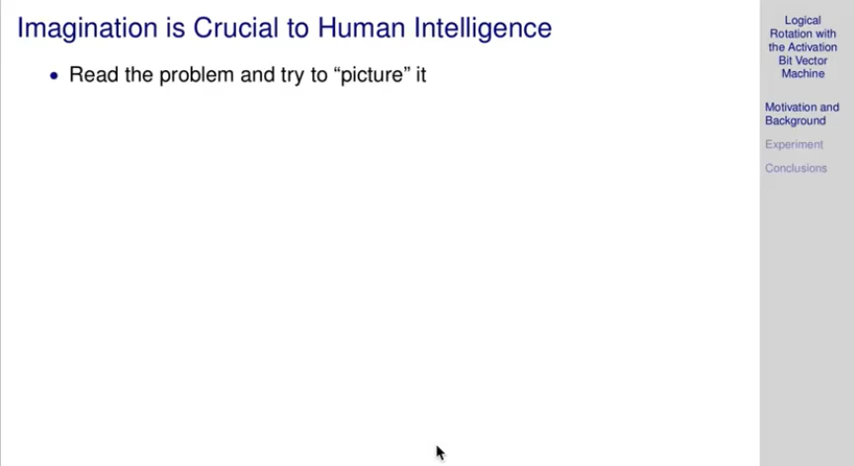 Imagination is Crucial to Human Intelligence
• Read the problem and try to “picture” it
Logical
Rotation with
the Activation
Bit Vector
Machine
Motivation and
Background
Experiment
Conclusions